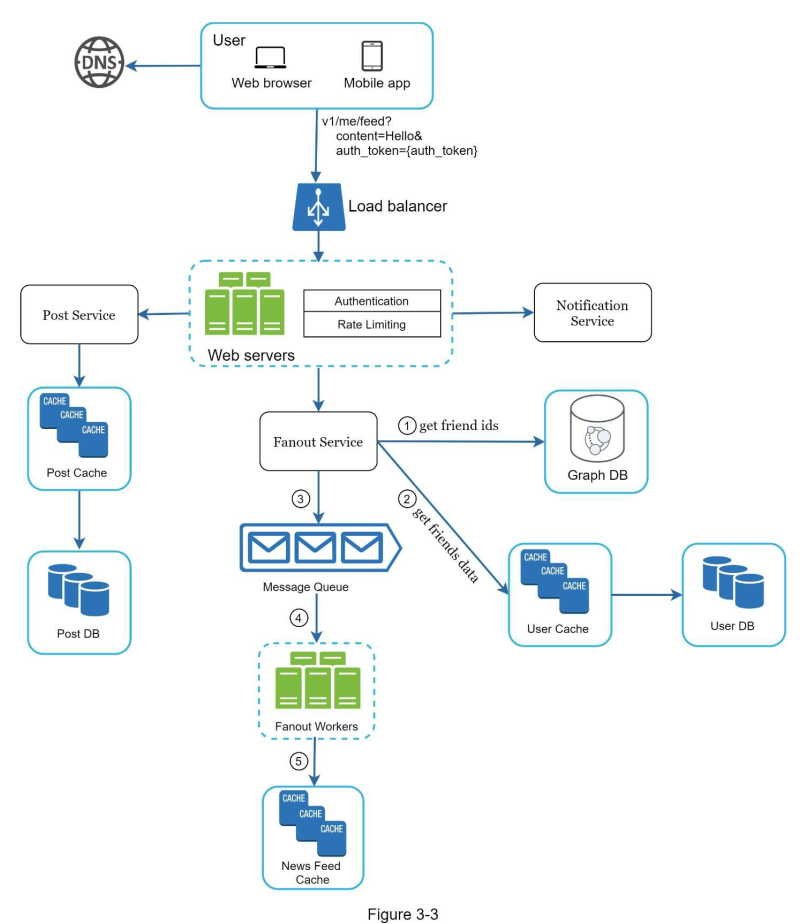 User
DNS
Web browser
Mobile app
v1/me/feed?
content=Hello&
auth_token={auth_token}
Load balancer
Post Service
Authentication
Rate Limiting
Web servers
Notification
Service
CACHE
CACHE
CACHE
Post Cache
Fanout Service
1 get friend ids
Graph DB
2
get friends data
3
Message Queue
CACHE
CACHE
CACHE
User Cache
User DB
Post DB
4
Fanout Workers
5
CACHE
CACHE
CACHE
News Feed
Cache
Figure 3-3